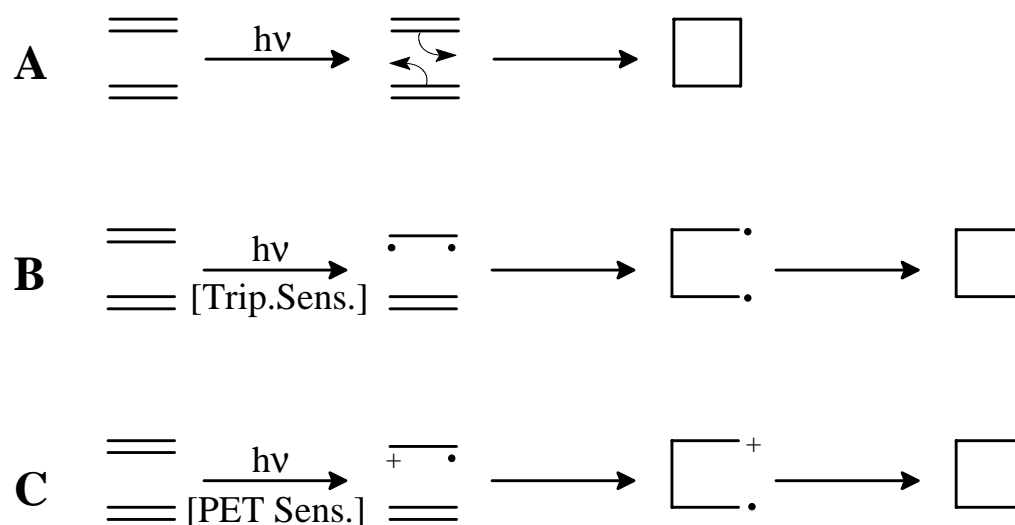 A hν
B hν
[Trip.Sens.]
C hν
+ +
[PET Sens.]